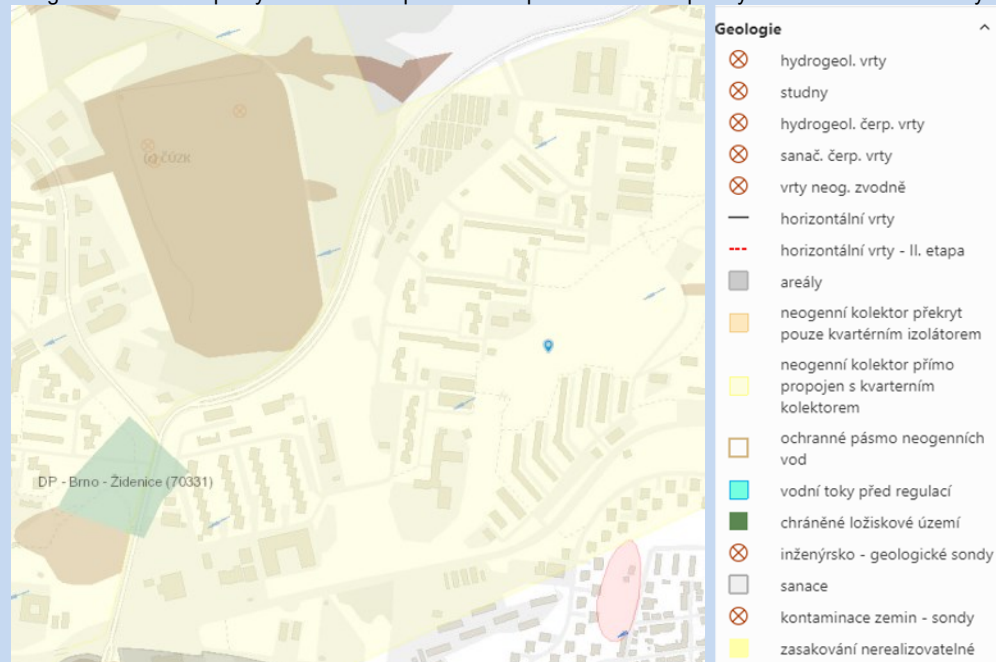 (c) ČÚZK
DP - Brno - Židenice (70331)
Geologie
hydrogeol. vrty
studny
hydrogeol. čerp. vrty
sanač. čerp. vrty
vrty neog. zvodně
horizontální vrty
horizontální vrty - II. etapa
areály
neogenní kolektor překryt
pouze kvartérním izolátorem
neogenní kolektor přímo
propojen s kvarterním
kolektorem
ochranné pásmo neogenních
vod
vodní toky před regulací
chráněné ložiskové území
inženýrsko - geologické sondy
sanace
kontaminace zemin - sondy
zasakování nerealizovatelné